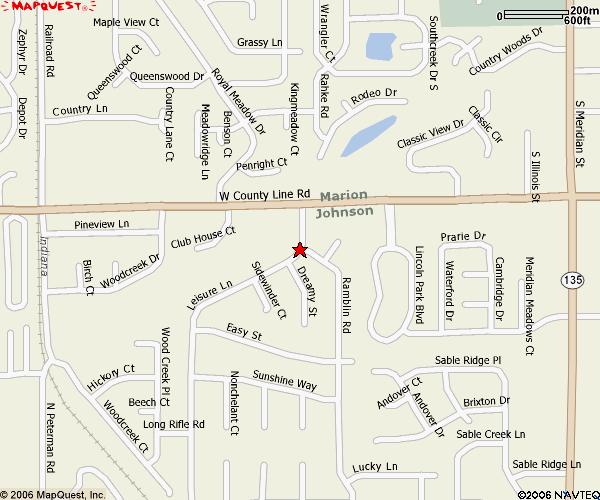 MAPQUEST
200m
600ft
0
Maple View Ct
Grassy Ln
Wrangler Ct
Southcreek Dr S
Country Woods Dr
Zephyr Dr
Railroad Rd
Queenswood Ct
Queenswood Dr
Royal Meadow Dr
Kingmeadow Ct
Rahke Rd
Rodeo Dr
Depot Dr
Country Ln
Country Lane Ct
Meadowridge Ln
Benson Ct
Classic View Dr
Classic Cir
S Meridian St
Penright Ct
S Illinois St
W County Line Rd
Marion
Johnson
Pineview Ln
Club House Ct
Indiana
Birch Ct
Woodcreek Dr
Leisure Ln
Sidewinder Ct
Dreamy St
Ramblin Rd
Lincoln Park Blvd
Prarie Dr
Waterford Dr
Cambridge Dr
Meridian Meadows Ct
135
Easy St
Wood Creek Pl
Sable Ridge Pl
Hickory Ct
Sunshine Way
Andover Ct
Andover Dr
Brixton Dr
Beech Ct
Nonchelant Ct
N Peterman Rd
Woodcreek Ct
Long Rifle Rd
Sable Creek Ln
Lucky Ln
Sable Ridge Ln
© 2006 MapQuest, Inc.
©2006 NAVTEQ